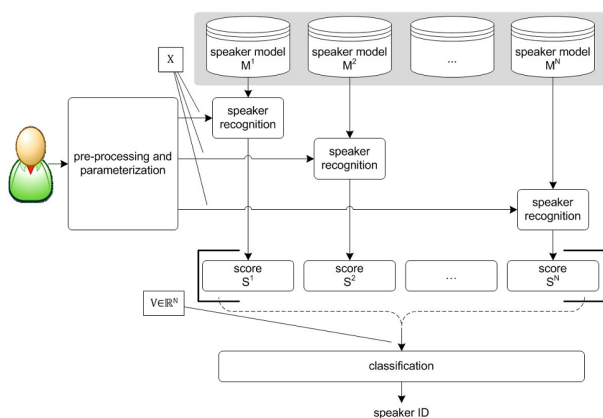 speaker model
M¹
speaker model
M²
...
speaker model
Mᴺ
X
speaker
recognition
pre-processing and
parameterization
speaker
recognition
speaker
recognition
score
S¹
score
S²
...
score
Sᴺ
V∈ℝᴺ
classification
speaker ID